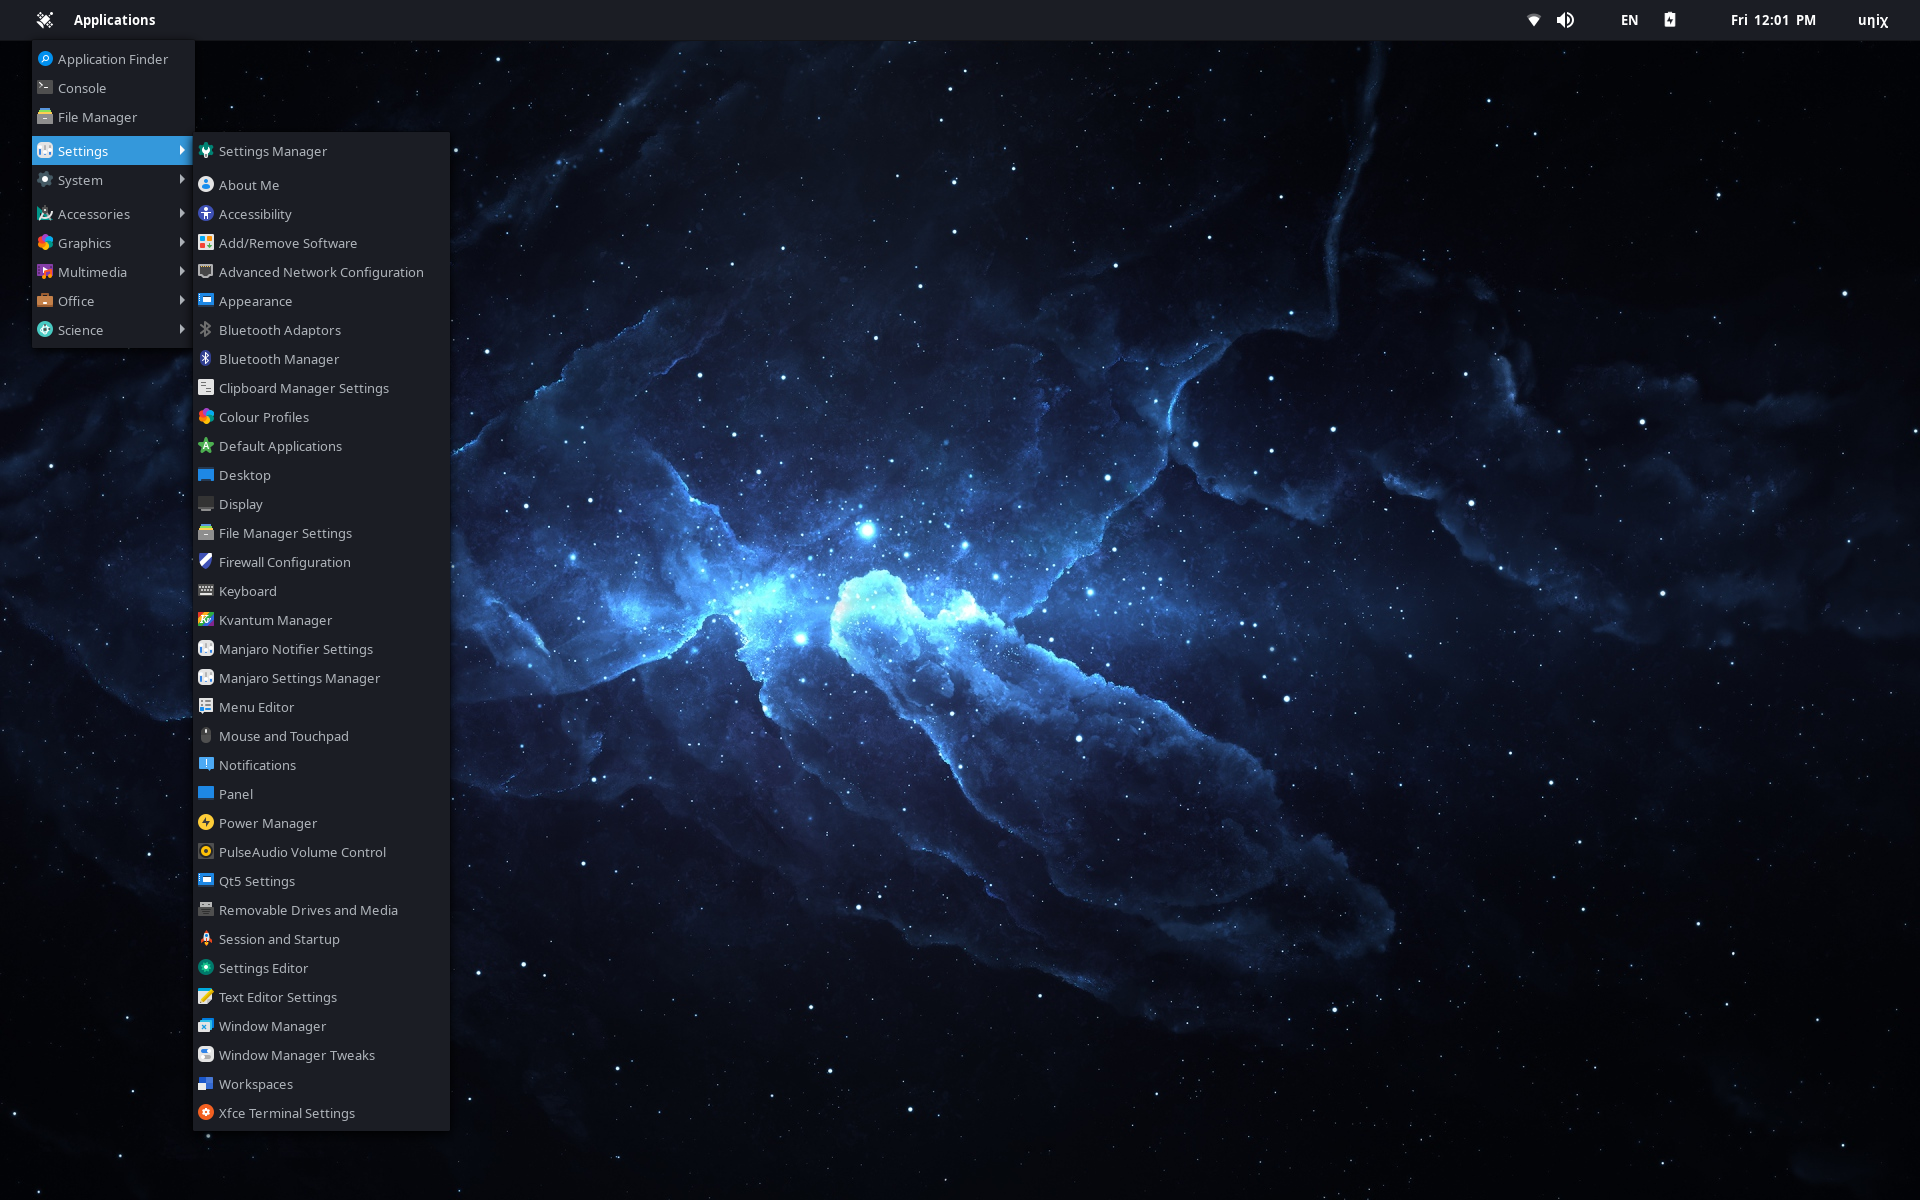 Applications
EN
Fri 12:01 PM
uηiχ
Application Finder
Console
File Manager
Settings
System
Accessories
Graphics
Multimedia
Office
Science
Settings Manager
About Me
Accessibility
Add/Remove Software
Advanced Network Configuration
Appearance
Bluetooth Adaptors
Bluetooth Manager
Clipboard Manager Settings
Colour Profiles
Default Applications
Desktop
Display
File Manager Settings
Firewall Configuration
Keyboard
Kvantum Manager
Manjaro Notifier Settings
Manjaro Settings Manager
Menu Editor
Mouse and Touchpad
Notifications
Panel
Power Manager
PulseAudio Volume Control
Qt5 Settings
Removable Drives and Media
Session and Startup
Settings Editor
Text Editor Settings
Window Manager
Window Manager Tweaks
Workspaces
Xfce Terminal Settings